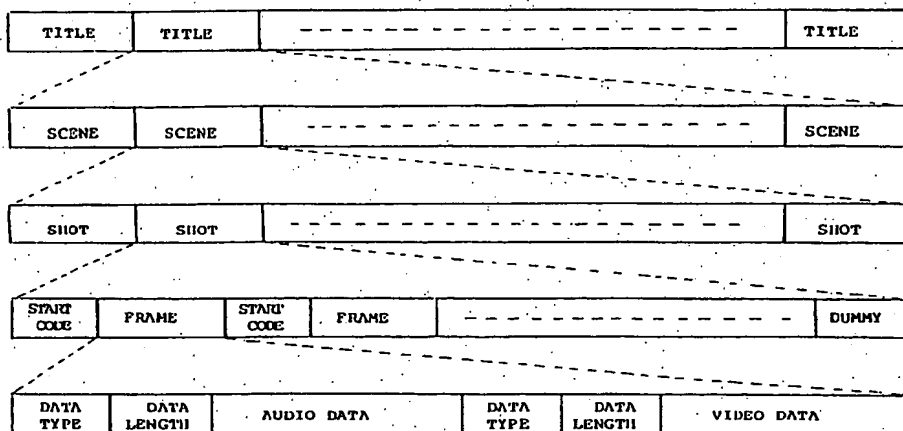 TITLE TITLE TITLE
SCENE SCENE SCENE
SHOT SHOT SHOT
START CODE FRAME START CODE FRAME DUMMY
DATA TYPE DATA LENGTH AUDIO DATA DATA TYPE DATA LENGTH VIDEO DATA